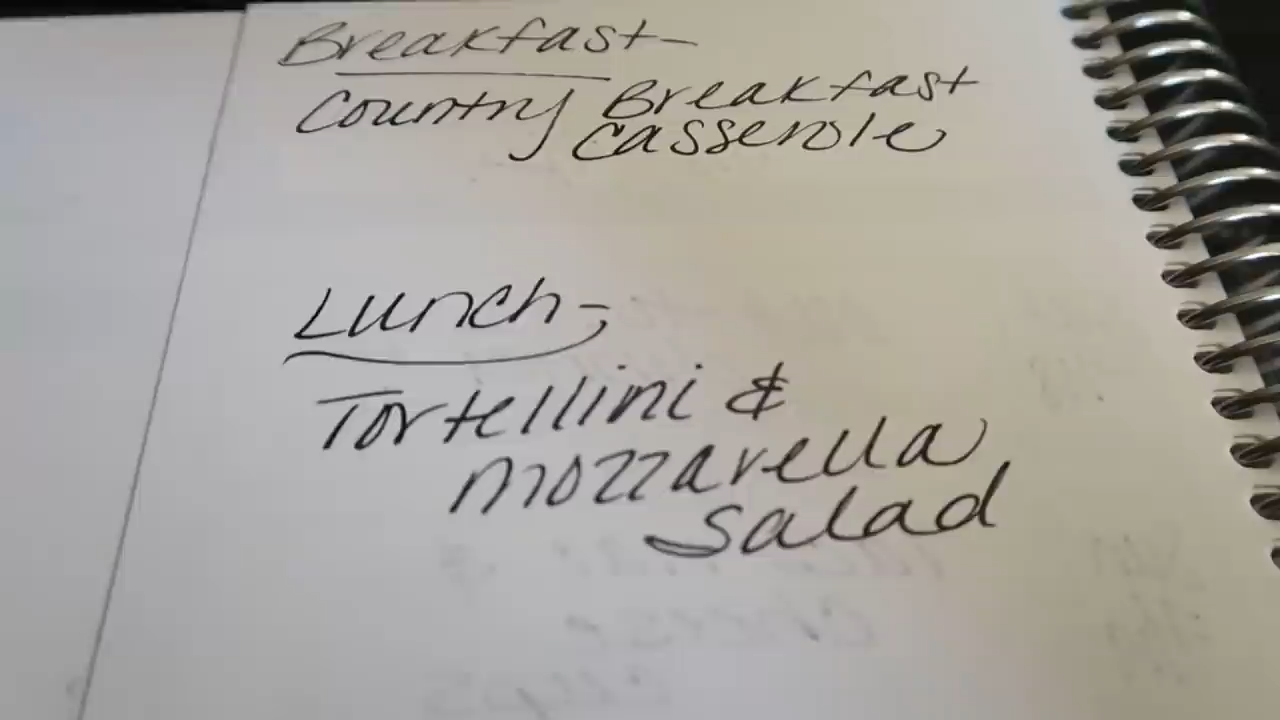 Breakfast-
Country Breakfast
Casserole
Lunch-
Tortellini &
Mozzarella
Salad